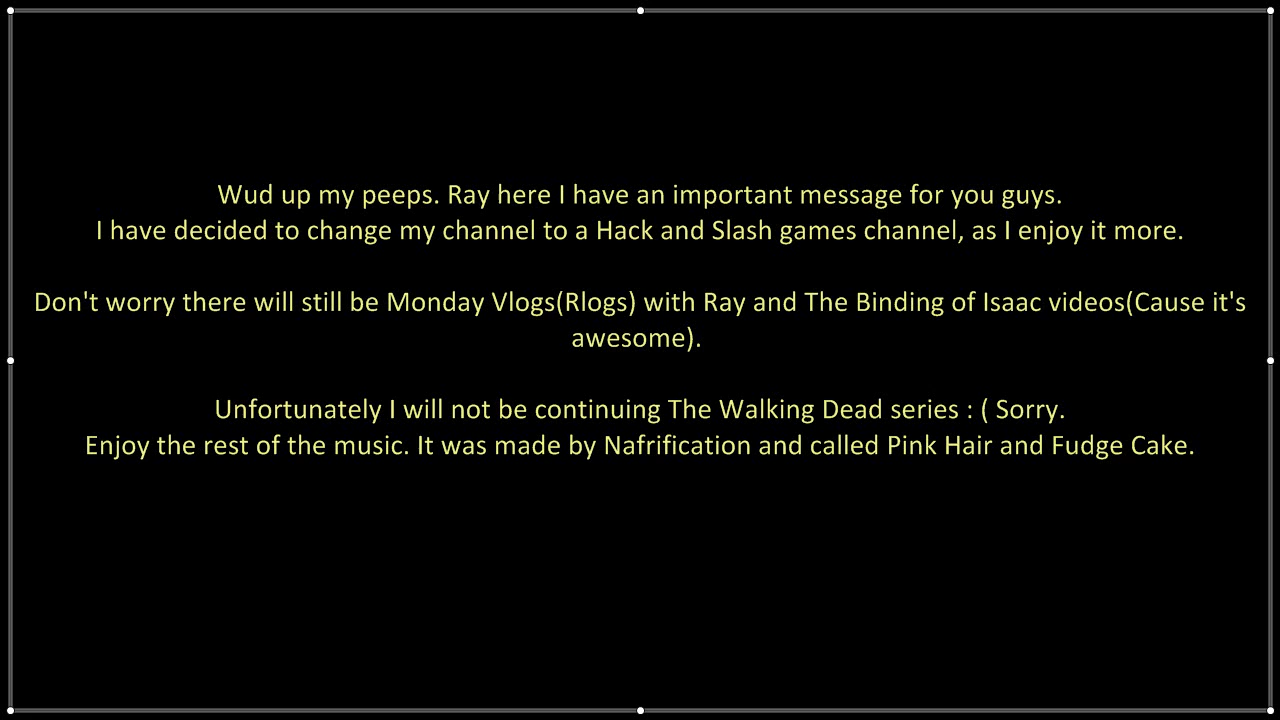 Wud up my peeps. Ray here I have an important message for you guys.
I have decided to change my channel to a Hack and Slash games channel, as I enjoy it more.
Don't worry there will still be Monday Vlogs(Rlogs) with Ray and The Binding of Isaac videos(Cause it's
awesome).
Unfortunately I will not be continuing The Walking Dead series : ( Sorry.
Enjoy the rest of the music. It was made by Nafrification and called Pink Hair and Fudge Cake.